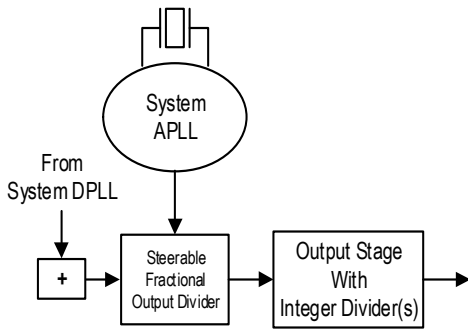 System
APLL
From
System DPLL
+
Steerable
Fractional
Output Divider
Output Stage
With
Integer Divider(s)